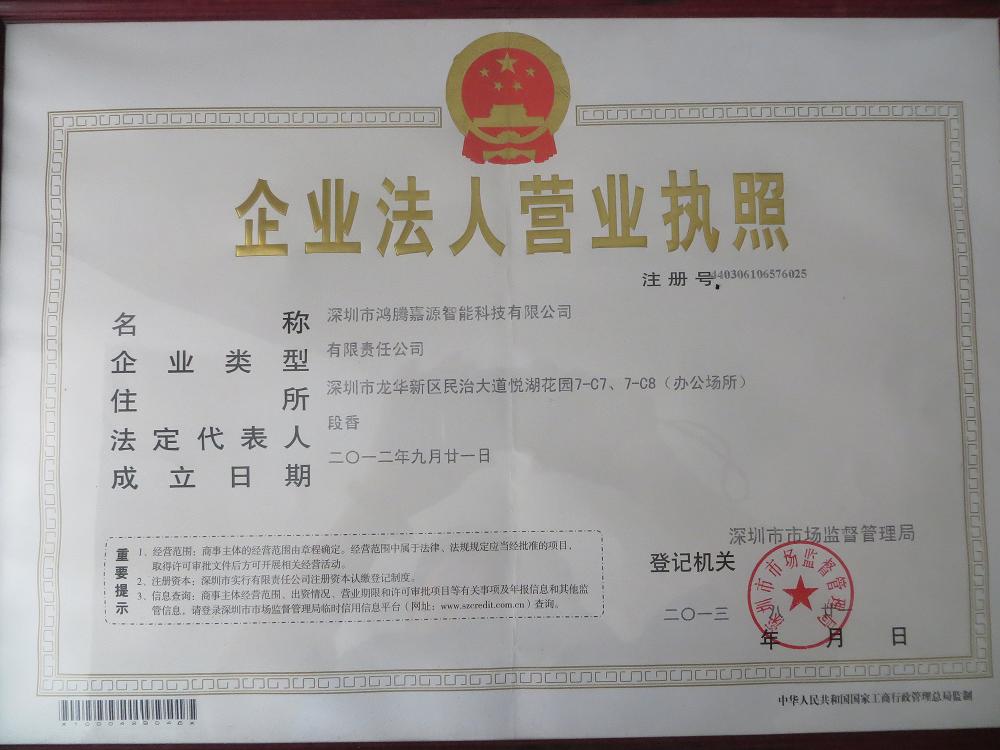 企业法人营业执照
注册号440306106576025
名称 深圳市鸿腾嘉源智能科技有限公司
企业类型 有限责任公司
住所 深圳市龙华新区民治大道悦湖花园7-C7、7-C8（办公场所）
法定代表人 段香
成立日期 二〇一二年九月廿一日
重要提示
1、经营范围：商事主体的经营范围由章程确定。经营范围中属于法律、法规规定应当经批准的项目，
取得许可审批文件后方可开展相关经营活动。
2、注册资本：深圳市实行有限责任公司注册资本认缴登记制度。
3、信息查询：商事主体经营范围、出资情况、营业期限和许可审批项目等有关事项及年报信息和其他监
管信息，请登录深圳市市场监督管理局临时信用信息平台（网址：www.szcredit.com.cn）查询。
深圳市市场监督管理局
登记机关
深圳市市场监督管理局
二〇一三 年 八 月 廿 日
中华人民共和国国家工商行政管理总局监制